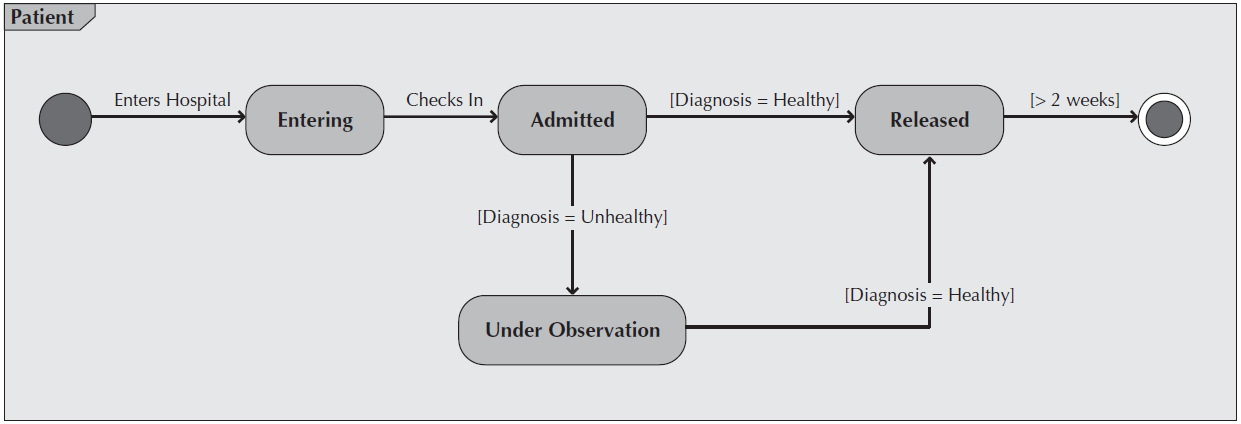 Patient
Enters Hospital
Entering
Checks In
Admitted
[Diagnosis = Healthy]
Released
[> 2 weeks]
[Diagnosis = Unhealthy]
[Diagnosis = Healthy]
Under Observation